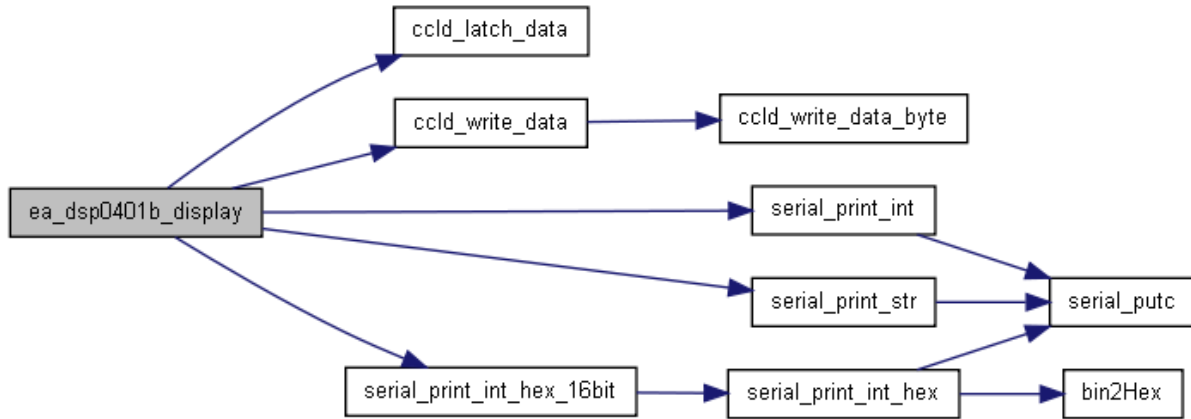 ccld_latch_data
ccld_write_data
ccld_write_data_byte
ea_dsp0401b_display
serial_print_int
serial_print_str
serial_putc
serial_print_int_hex_16bit
serial_print_int_hex
bin2Hex